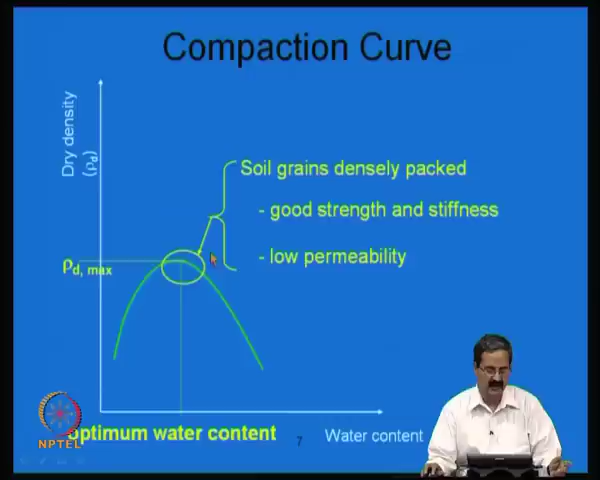 Compaction Curve
Dry density
(ρd)
Soil grains densely packed
- good strength and stiffness
- low permeability
ρd, max
optimum water content
7
Water content
NPTEL